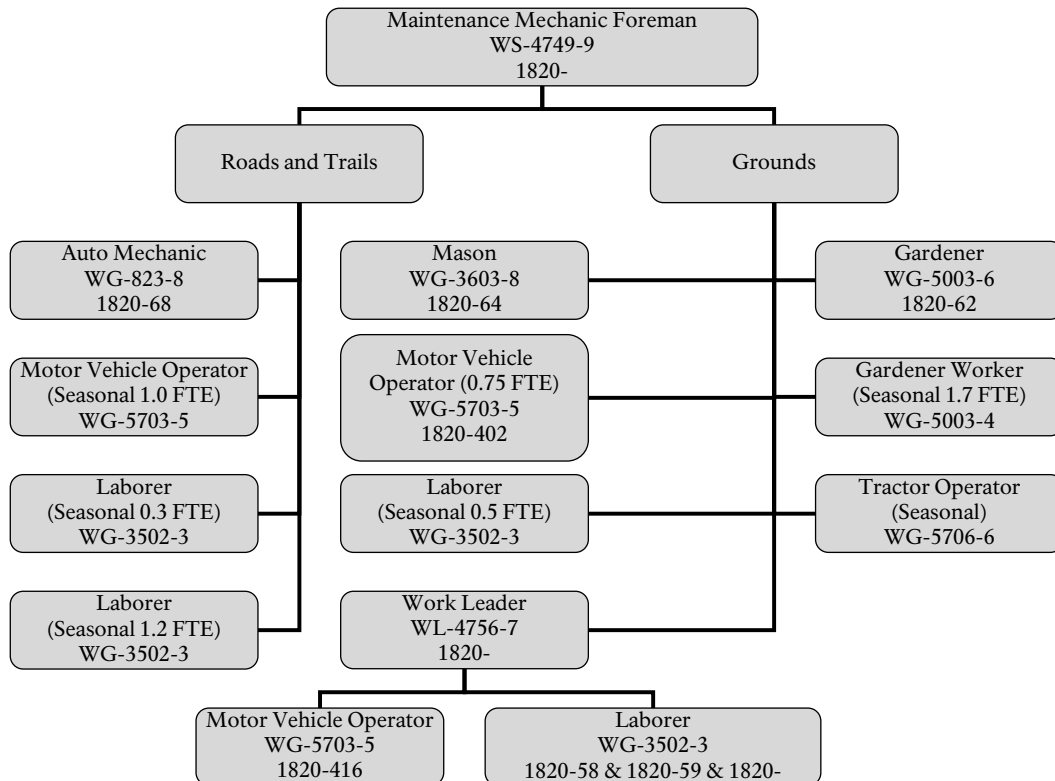 Maintenance Mechanic Foreman
WS-4749-9
1820-
Roads and Trails
Grounds
Auto Mechanic
WG-823-8
1820-68
Mason
WG-3603-8
1820-64
Gardener
WG-5003-6
1820-62
Motor Vehicle Operator
(Seasonal 1.0 FTE)
WG-5703-5
Motor Vehicle
Operator (0.75 FTE)
WG-5703-5
1820-402
Gardener Worker
(Seasonal 1.7 FTE)
WG-5003-4
Laborer
(Seasonal 0.3 FTE)
WG-3502-3
Laborer
(Seasonal 0.5 FTE)
WG-3502-3
Tractor Operator
(Seasonal)
WG-5706-6
Laborer
(Seasonal 1.2 FTE)
WG-3502-3
Work Leader
WL-4756-7
1820-
Motor Vehicle Operator
WG-5703-5
1820-416
Laborer
WG-3502-3
1820-58 & 1820-59 & 1820-